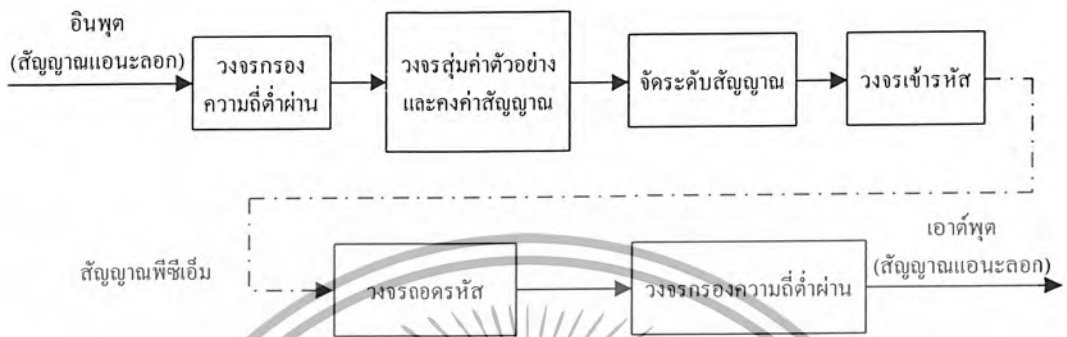 อินพุต
(สัญญาณแอนะลอก)
วงจรกรอง
ความถี่ต่ำผ่าน
วงจรสุ่มค่าตัวอย่าง
และคงค่าสัญญาณ
จัดระดับสัญญาณ
วงจรเข้ารหัส
สัญญาณพีซีเอ็ม
วงจรถอดรหัส
วงจรกรองความถี่ต่ำผ่าน
เอาต์พุต
(สัญญาณแอนะลอก)